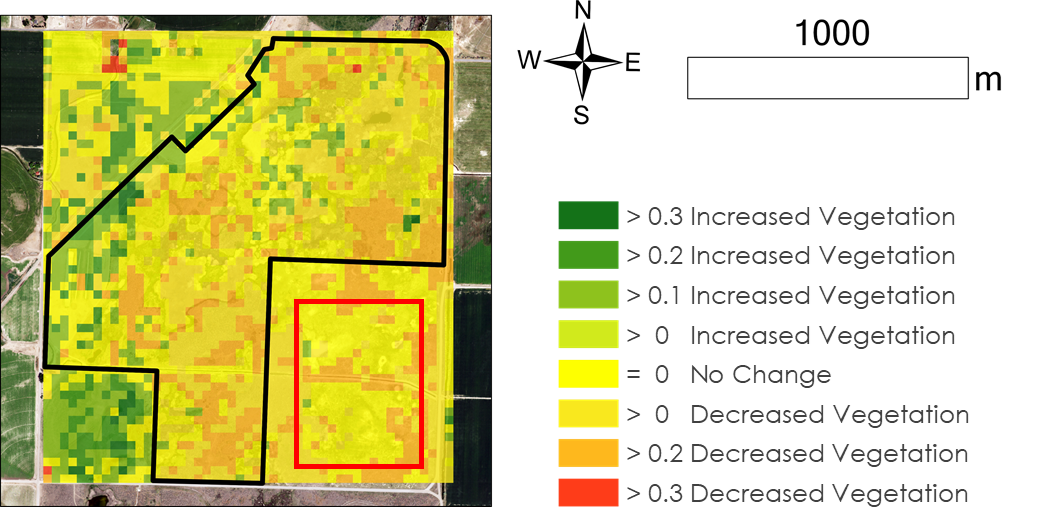 N
W E
S
1000
m
> 0.3 Increased Vegetation
> 0.2 Increased Vegetation
> 0.1 Increased Vegetation
> 0 Increased Vegetation
= 0 No Change
> 0 Decreased Vegetation
> 0.2 Decreased Vegetation
> 0.3 Decreased Vegetation